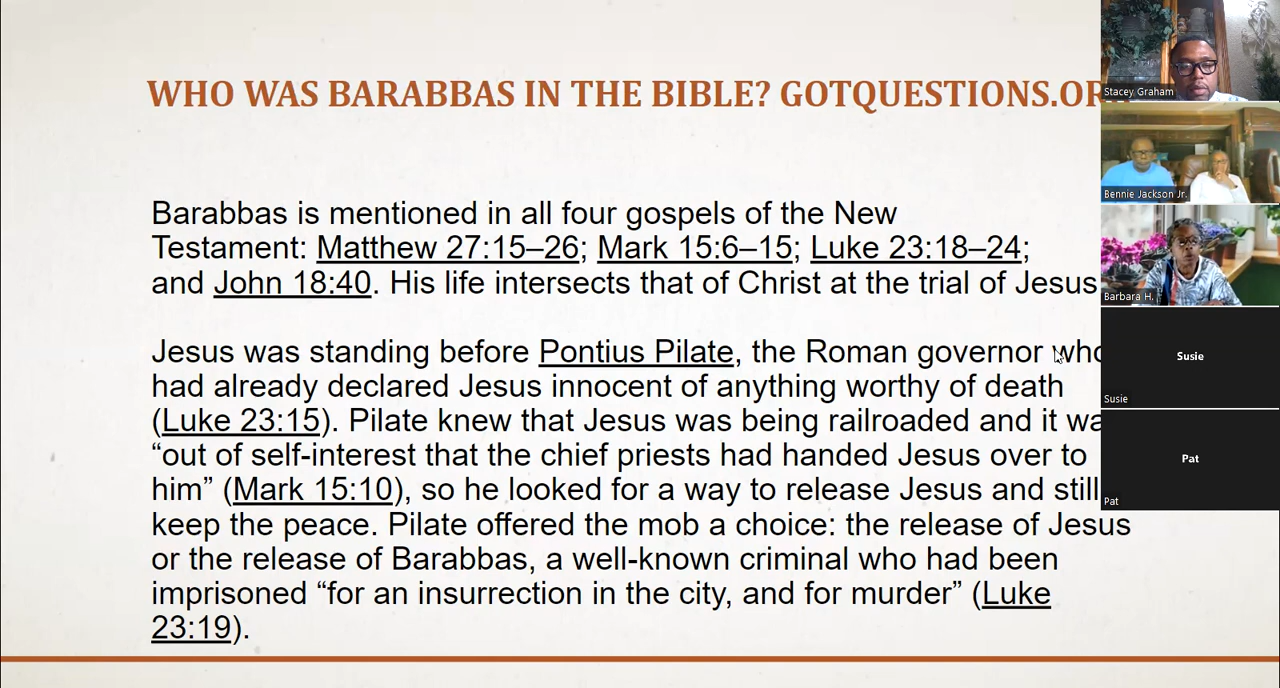 WHO WAS BARABBAS IN THE BIBLE? GOTQUESTIONS.OR
Barabbas is mentioned in all four gospels of the New
Testament: Matthew 27:15–26; Mark 15:6–15; Luke 23:18–24;
and John 18:40. His life intersects that of Christ at the trial of Jesus
Jesus was standing before Pontius Pilate, the Roman governor who
had already declared Jesus innocent of anything worthy of death
(Luke 23:15). Pilate knew that Jesus was being railroaded and it wa
“out of self-interest that the chief priests had handed Jesus over to
him” (Mark 15:10), so he looked for a way to release Jesus and still
keep the peace. Pilate offered the mob a choice: the release of Jesus
or the release of Barabbas, a well-known criminal who had been
imprisoned “for an insurrection in the city, and for murder” (Luke
23:19).
Stacey Graham
Bennie Jackson Jr.
Barbara H.
Susie
Susie
Pat
Pat